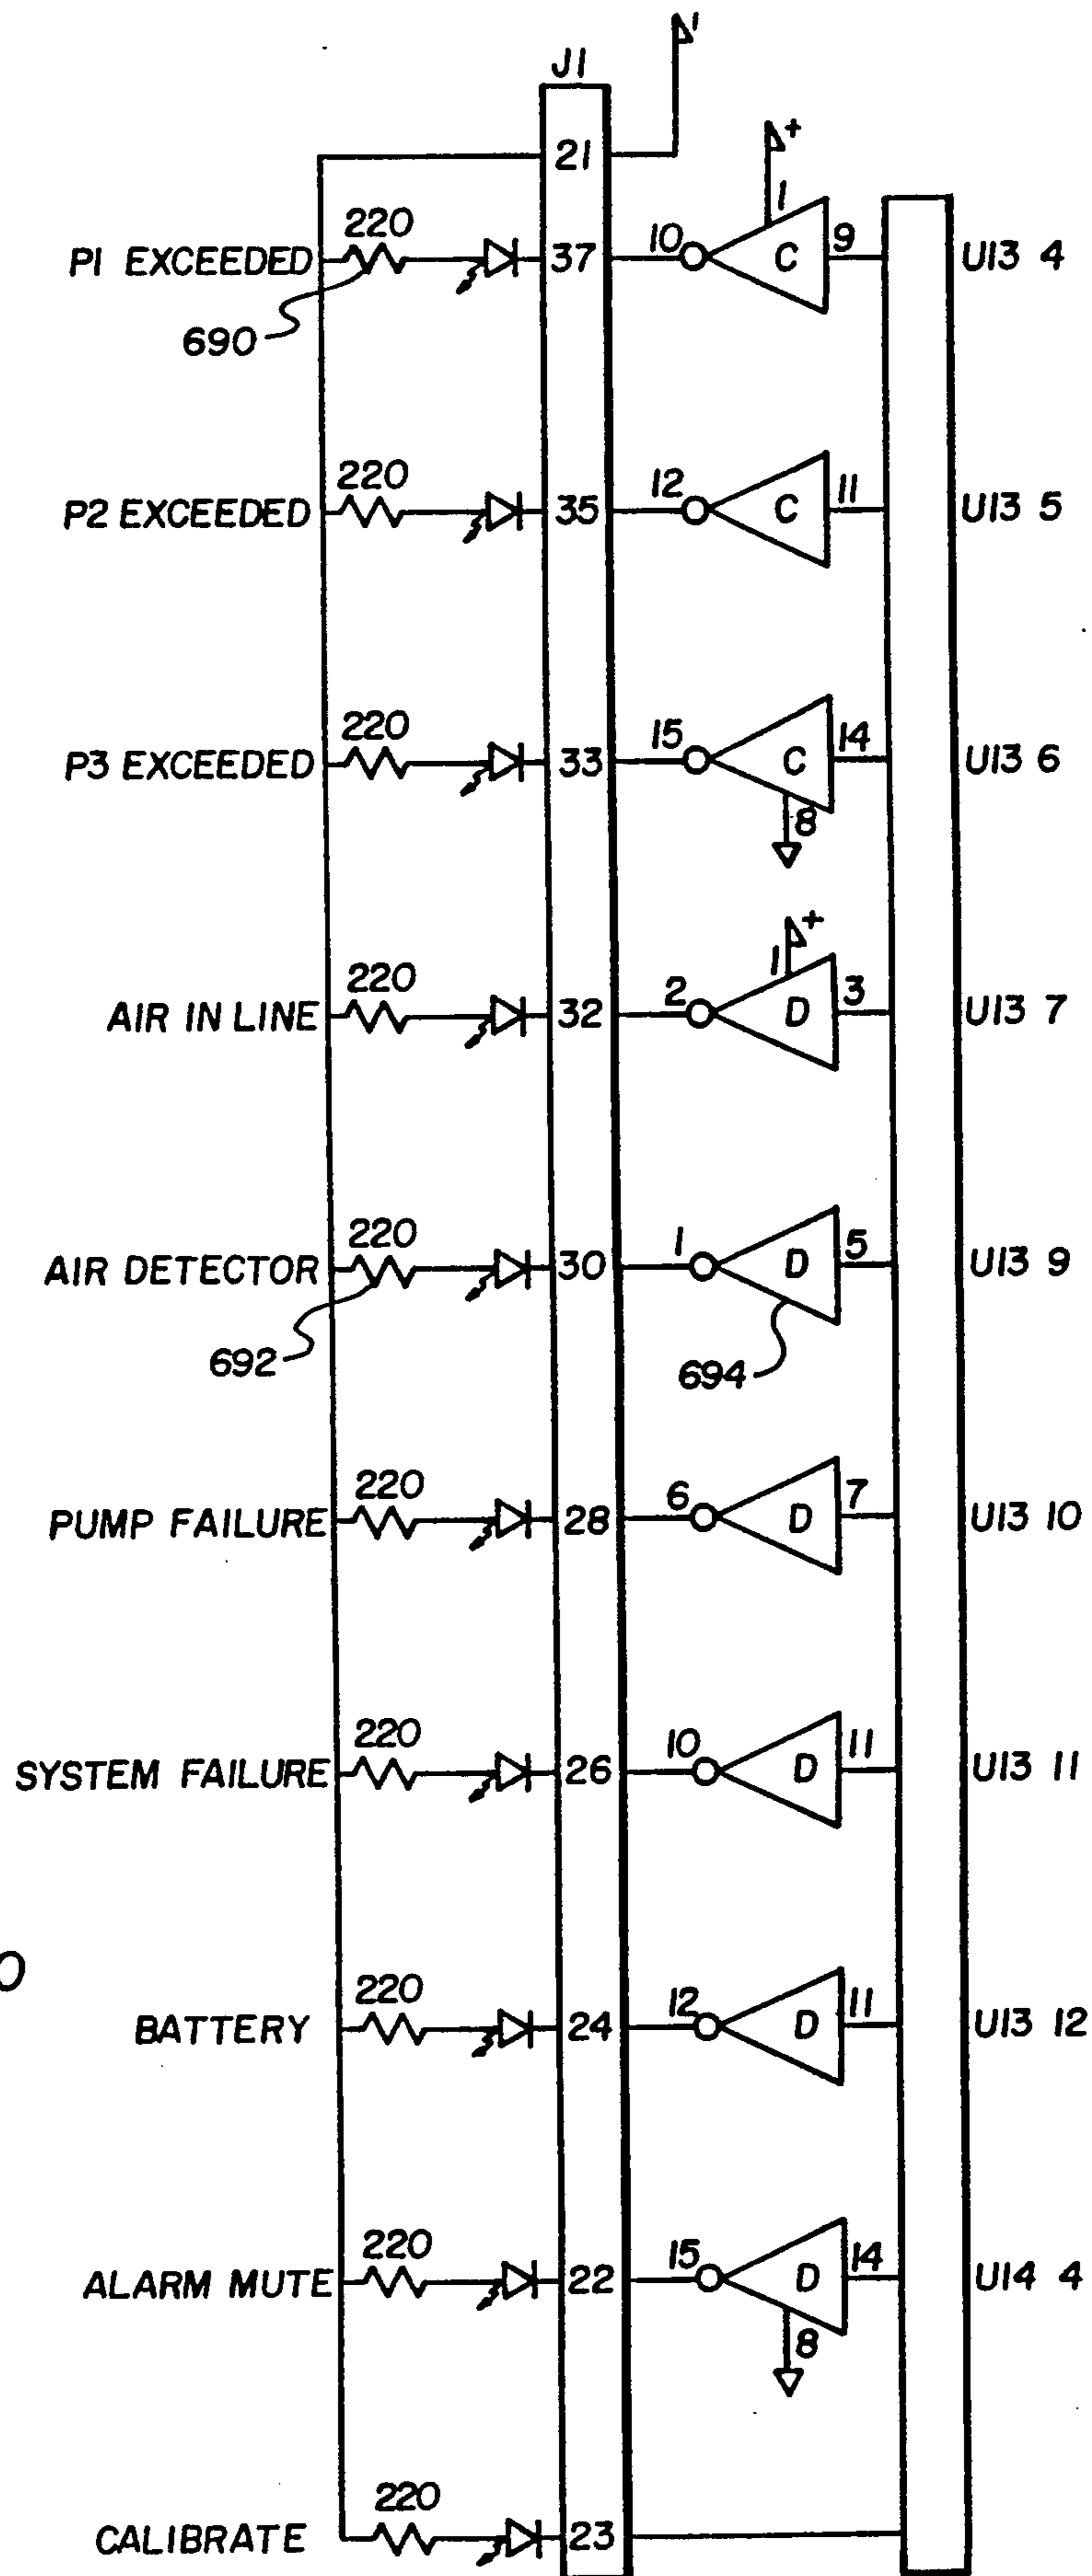 J1
21
+
1
220
P1 EXCEEDED 37 10 C 9 U13 4
690
220
P2 EXCEEDED 35 12 C 11 U13 5
220
P3 EXCEEDED 33 15 C 14 U13 6
8
+
1
220
AIR IN LINE 32 2 D 3 U13 7
220
AIR DETECTOR 30 1 D 5 U13 9
692 694
220
PUMP FAILURE 28 6 D 7 U13 10
220
SYSTEM FAILURE 26 10 D 11 U13 11
0
220
BATTERY 24 12 D 11 U13 12
220
ALARM MUTE 22 15 D 14 U14 4
8
220
CALIBRATE 23